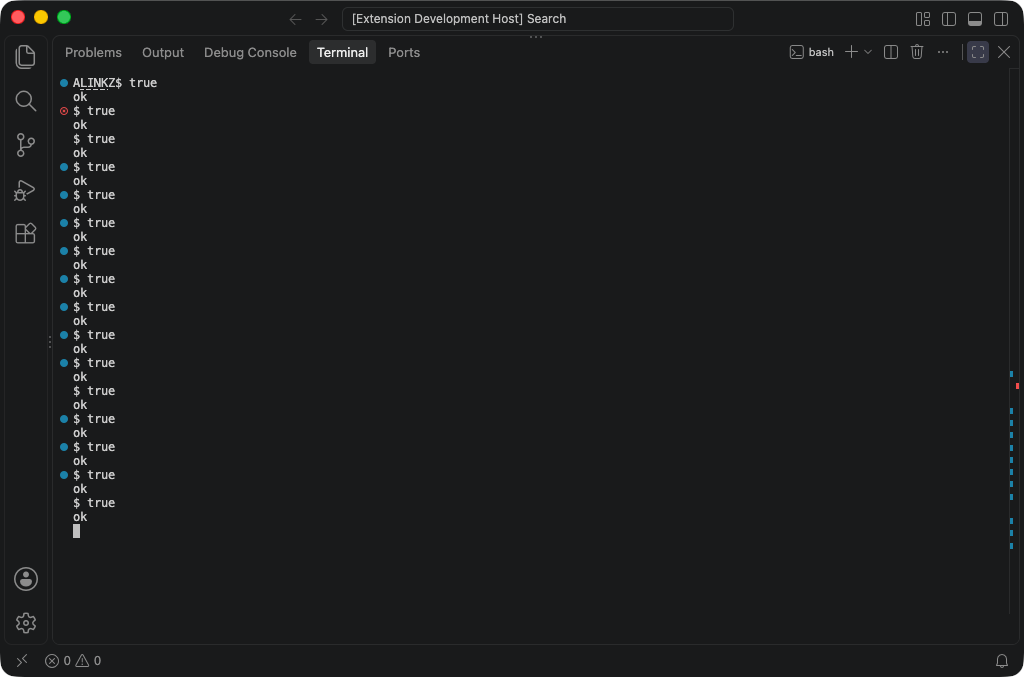 [Extension Development Host] Search
Problems Output Debug Console Terminal Ports bash
ALINKZ$ true
ok
$ true
ok
$ true
ok
$ true
ok
$ true
ok
$ true
ok
$ true
ok
$ true
ok
$ true
ok
$ true
ok
$ true
ok
$ true
ok
$ true
ok
$ true
ok
$ true
ok
$ true
ok
0 0